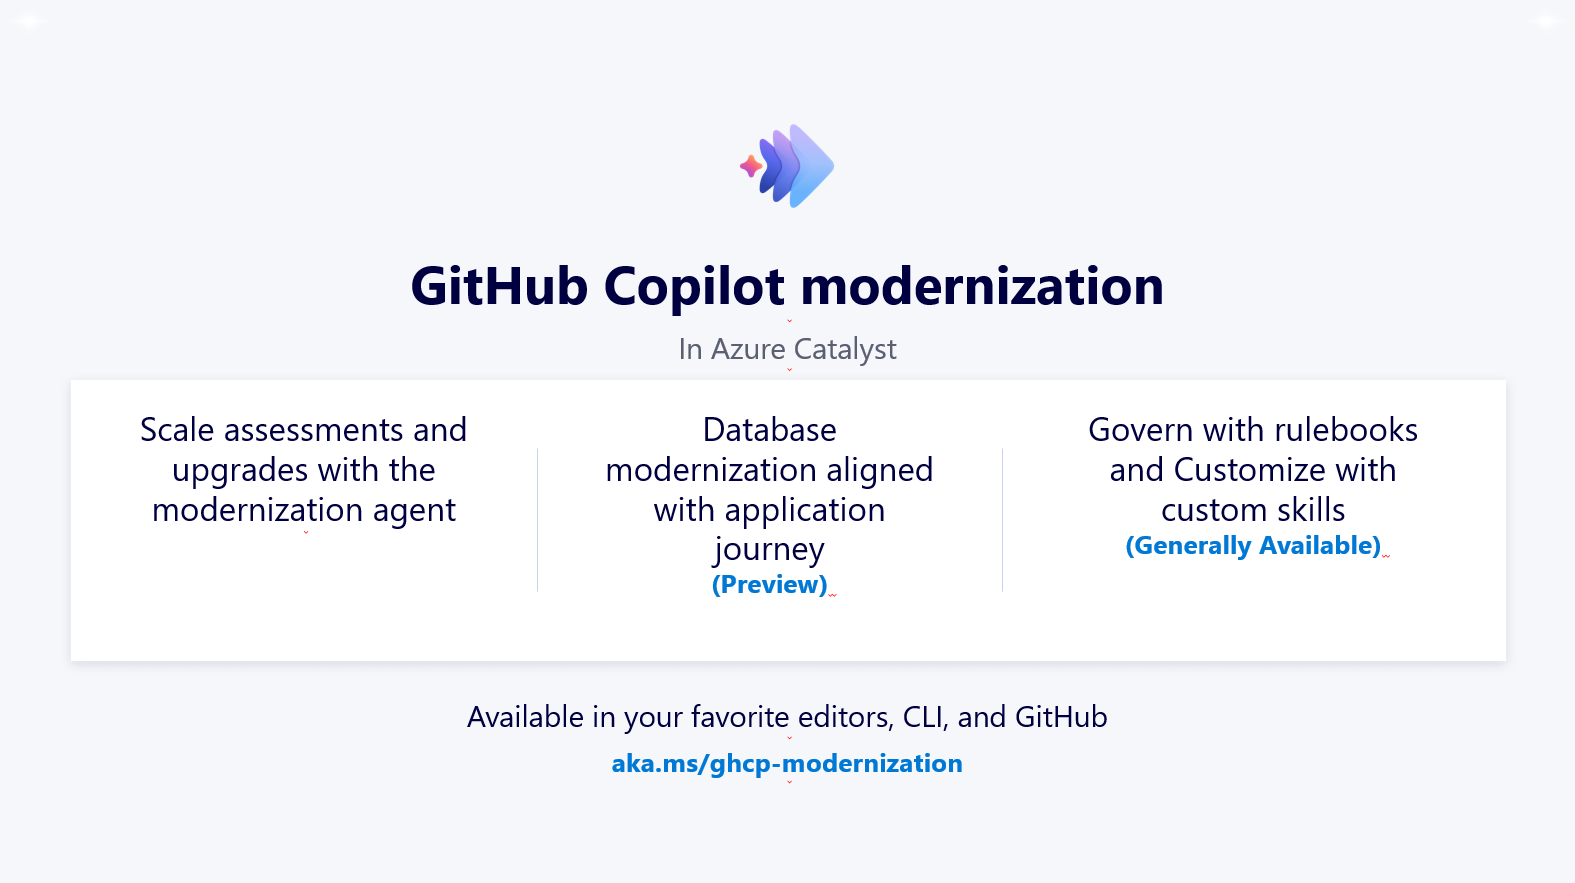 GitHub Copilot modernization
In Azure Catalyst
Scale assessments and
upgrades with the
modernization agent
Database
modernization aligned
with application
journey
(Preview)
Govern with rulebooks
and Customize with
custom skills
(Generally Available)
Available in your favorite editors, CLI, and GitHub
aka.ms/ghcp-modernization